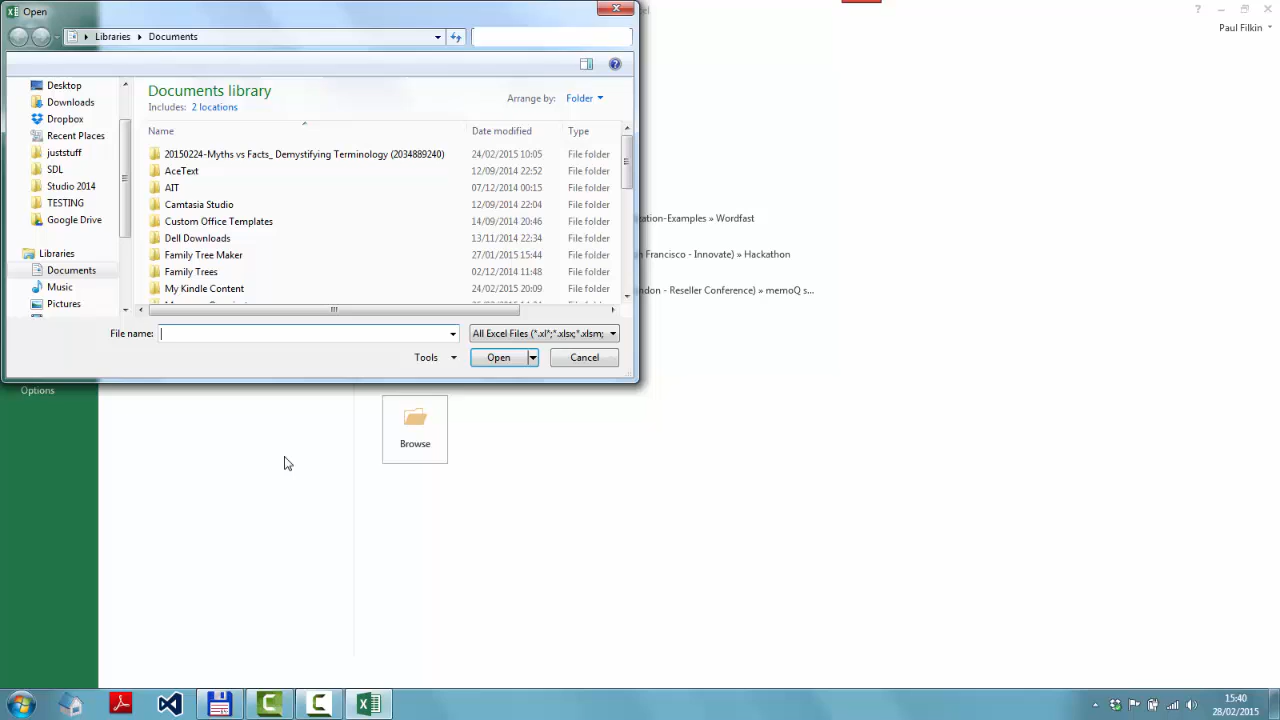 Open
el
Paul Filkin
Libraries Documents
Documents library
Includes: 2 locations
Arrange by: Folder
Name Date modified Type
Desktop
Downloads
Dropbox
Recent Places
juststuff
SDL
Studio 2014
TESTING
Google Drive
Libraries
Documents
Music
Pictures
20150224-Myths vs Facts_ Demystifying Terminology (2034889240) 24/02/2015 10:05 File folder
AceText 12/09/2014 22:52 File folder
AIT 07/12/2014 00:15 File folder
Camtasia Studio 12/09/2014 22:04 File folder
Custom Office Templates 14/09/2014 20:46 File folder
Dell Downloads 13/11/2014 22:34 File folder
Family Tree Maker 27/01/2015 15:44 File folder
Family Trees 02/12/2014 11:48 File folder
My Kindle Content 24/02/2015 20:09 File folder
zation-Examples » Wordfast
n Francisco - Innovate) » Hackathon
ndon - Reseller Conference) » memoQ s...
File name: All Excel Files (*.xl*;*.xlsx;*.xlsm;
Tools Open Cancel
Options
Browse
15:40
28/02/2015